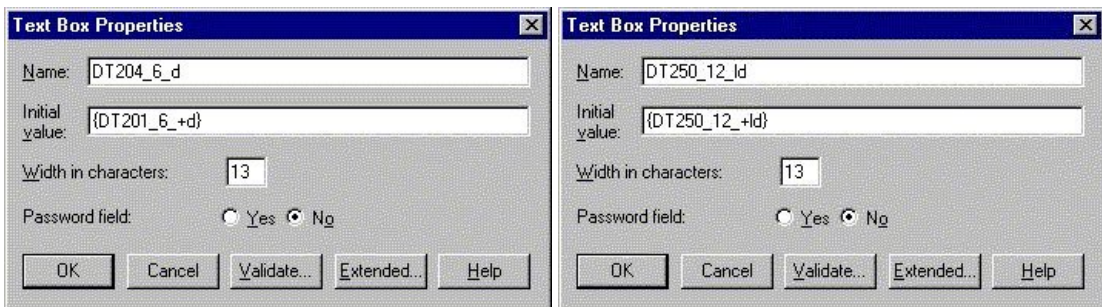 Text Box Properties
Name: DT204_6_d
Initial value: {DT201_6_+d}
Width in characters: 13
Password field: Yes No
OK Cancel Validate... Extended... Help
Text Box Properties
Name: DT250_12_ld
Initial value: {DT250_12_+ld}
Width in characters: 13
Password field: Yes No
OK Cancel Validate... Extended... Help